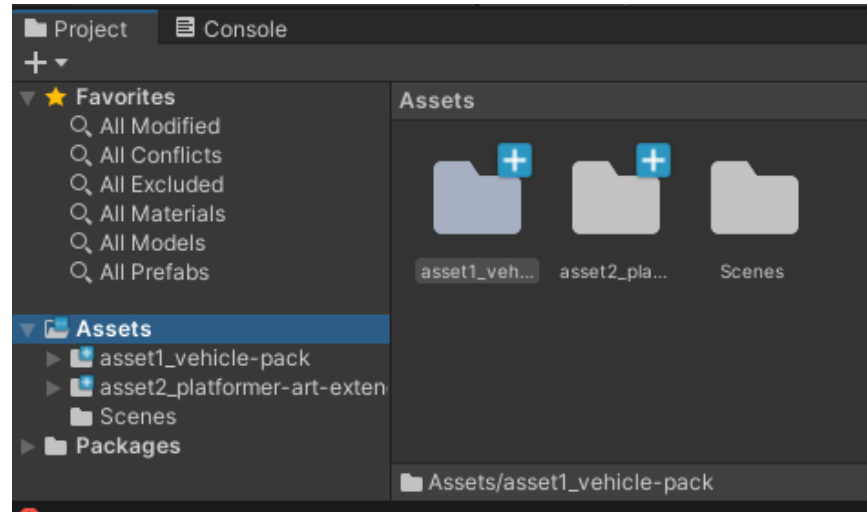 Project
Console
Favorites
All Modified
All Conflicts
All Excluded
All Materials
All Models
All Prefabs
Assets
asset1_vehicle-pack
asset2_platformer-art-exten
Scenes
Packages
Assets
asset1_veh...
asset2_pla...
Scenes
Assets/asset1_vehicle-pack